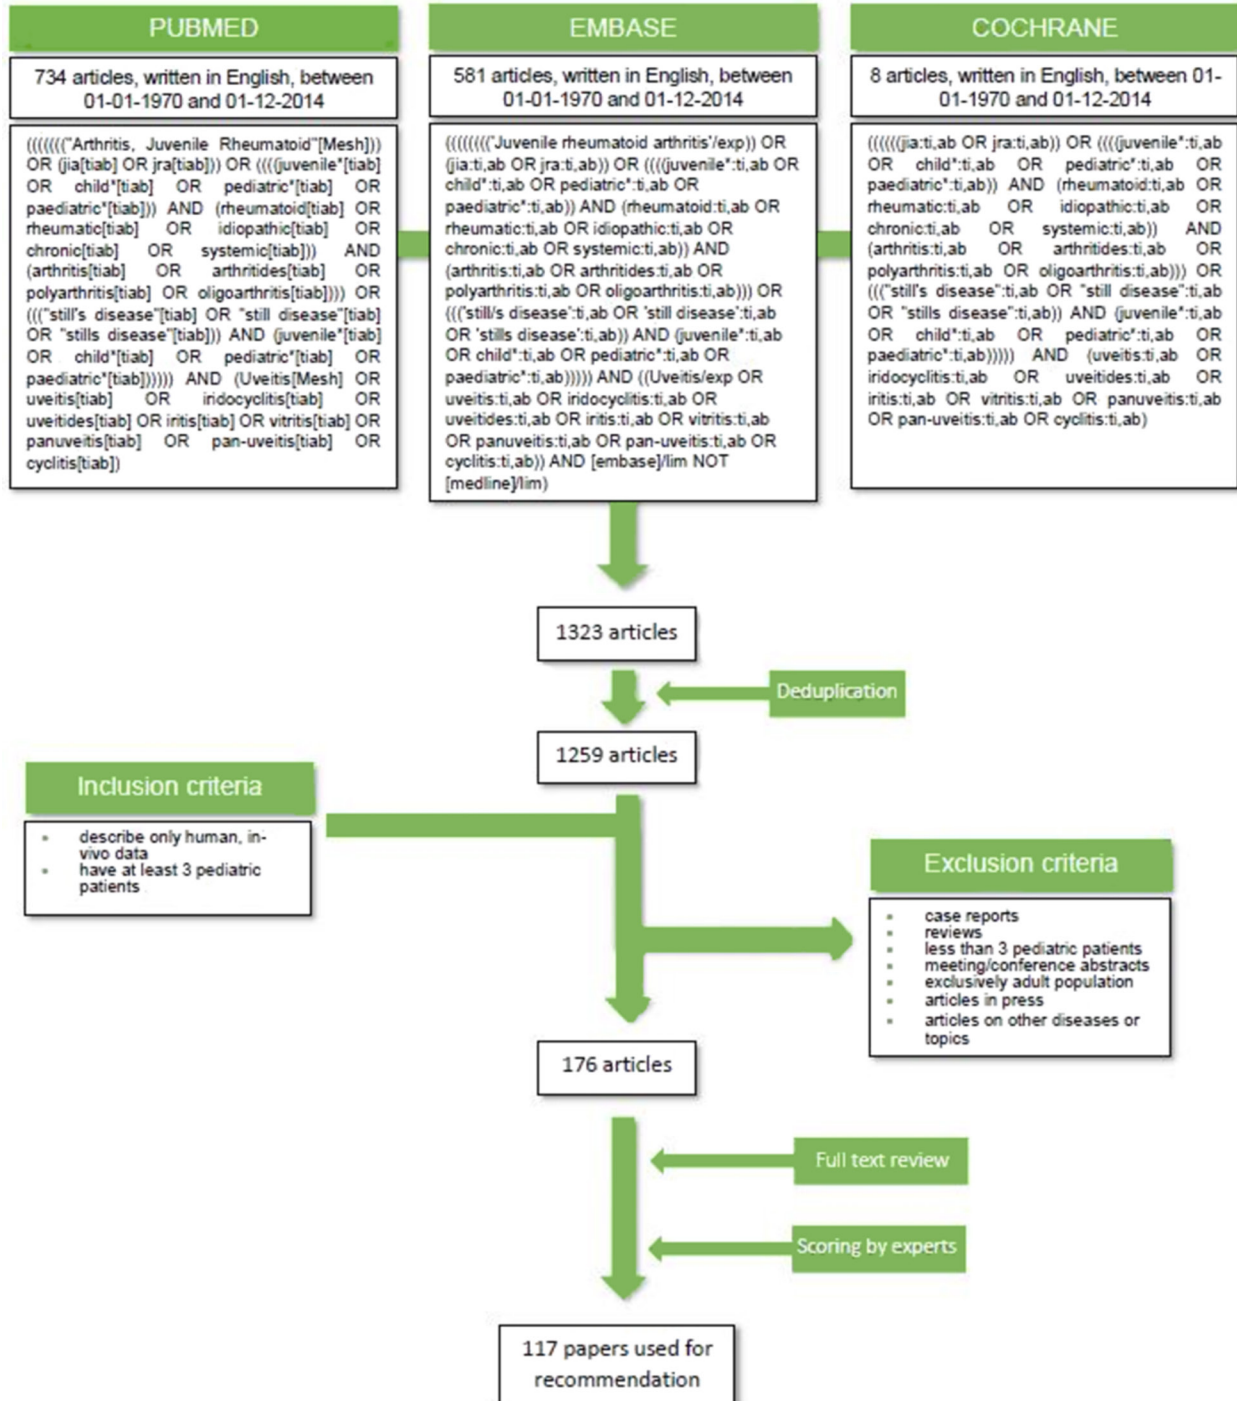 PUBMED
734 articles, written in English, between
01-01-1970 and 01-12-2014
((((((("Arthritis, Juvenile Rheumatoid"[Mesh]))
OR (jia[tiab] OR jra[tiab])) OR ((((juvenile*[tiab]
OR child*[tiab] OR pediatric*[tiab] OR
paediatric*[tiab])) AND (rheumatoid[tiab] OR
rheumatic[tiab] OR idiopathic[tiab] OR
chronic[tiab] OR systemic[tiab])) AND
(arthritis[tiab] OR arthritides[tiab] OR
polyarthritis[tiab] OR oligoarthritis[tiab]))) OR
((("still's disease"[tiab] OR "still disease"[tiab]
OR "stills disease"[tiab])) AND (juvenile*[tiab]
OR child*[tiab] OR pediatric*[tiab] OR
paediatric*[tiab]))))) AND (Uveitis[Mesh] OR
uveitis[tiab] OR iridocyclitis[tiab] OR
uveitides[tiab] OR iritis[tiab] OR vitritis[tiab] OR
panuveitis[tiab] OR pan-uveitis[tiab] OR
cyclitis[tiab])
EMBASE
581 articles, written in English, between
01-01-1970 and 01-12-2014
(((((((('Juvenile rheumatoid arthritis'/exp)) OR
(jia:ti,ab OR jra:ti,ab)) OR ((((juvenile*:ti,ab OR
child*:ti,ab OR pediatric*:ti,ab OR
paediatric*:ti,ab)) AND (rheumatoid:ti,ab OR
rheumatic:ti,ab OR idiopathic:ti,ab OR
chronic:ti,ab OR systemic:ti,ab)) AND
(arthritis:ti,ab OR arthritides:ti,ab OR
polyarthritis:ti,ab OR oligoarthritis:ti,ab))) OR
((('still/s disease':ti,ab OR 'still disease':ti,ab
OR 'stills disease':ti,ab)) AND (juvenile*:ti,ab
OR child*:ti,ab OR pediatric*:ti,ab OR
paediatric*:ti,ab))))) AND ((Uveitis/exp OR
uveitis:ti,ab OR iridocyclitis:ti,ab OR
uveitides:ti,ab OR iritis:ti,ab OR vitritis:ti,ab
OR panuveitis:ti,ab OR pan-uveitis:ti,ab OR
cyclitis:ti,ab)) AND [embase]/lim NOT
[medline]/lim)
COCHRANE
8 articles, written in English, between 01-
01-1970 and 01-12-2014
((((((jia:ti,ab OR jra:ti,ab)) OR ((((juvenile*:ti,ab
OR child*:ti,ab OR pediatric*:ti,ab OR
paediatric*:ti,ab)) AND (rheumatoid:ti,ab OR
rheumatic:ti,ab OR idiopathic:ti,ab OR
chronic:ti,ab OR systemic:ti,ab)) AND
(arthritis:ti,ab OR arthritides:ti,ab OR
polyarthritis:ti,ab OR oligoarthritis:ti,ab))) OR
((("still's disease":ti,ab OR "still disease":ti,ab
OR "stills disease":ti,ab)) AND (juvenile*:ti,ab
OR child*:ti,ab OR pediatric*:ti,ab OR
paediatric*:ti,ab))))) AND (uveitis:ti,ab OR
iridocyclitis:ti,ab OR uveitides:ti,ab OR
iritis:ti,ab OR vitritis:ti,ab OR panuveitis:ti,ab
OR pan-uveitis:ti,ab OR cyclitis:ti,ab)
1323 articles
Deduplication
1259 articles
Inclusion criteria
• describe only human, in-
vivo data
• have at least 3 pediatric
patients
Exclusion criteria
• case reports
• reviews
• less than 3 pediatric patients
• meeting/conference abstracts
• exclusively adult population
• articles in press
• articles on other diseases or
topics
176 articles
Full text review
Scoring by experts
117 papers used for
recommendation